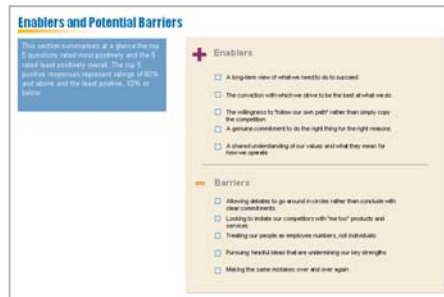 Enablers and Potential Barriers
This section summarises at a glance the top
5 questions rated most positively and the 5
rated least positively overall. The top 5
positive responses represent ratings of 60%
and above and the least positive, 10% or
below.
Enablers
A long-term view of what we need to do to succeed
The conviction with which we strive to be the best at what we do.
The willingness to "follow our own path" rather than simply copy
the competition
A genuine commitment to do the right thing for the right reasons
A shared understanding of our values and what they mean for
how we operate
Barriers
Allowing debates to go around in circles rather than conclude with
clear commitments
Looking to imitate our competitors with "me too" products and
services
Treating our people as employee numbers, not individuals
Pursuing fanciful ideas that are undermining our key strengths
Making the same mistakes over and over again